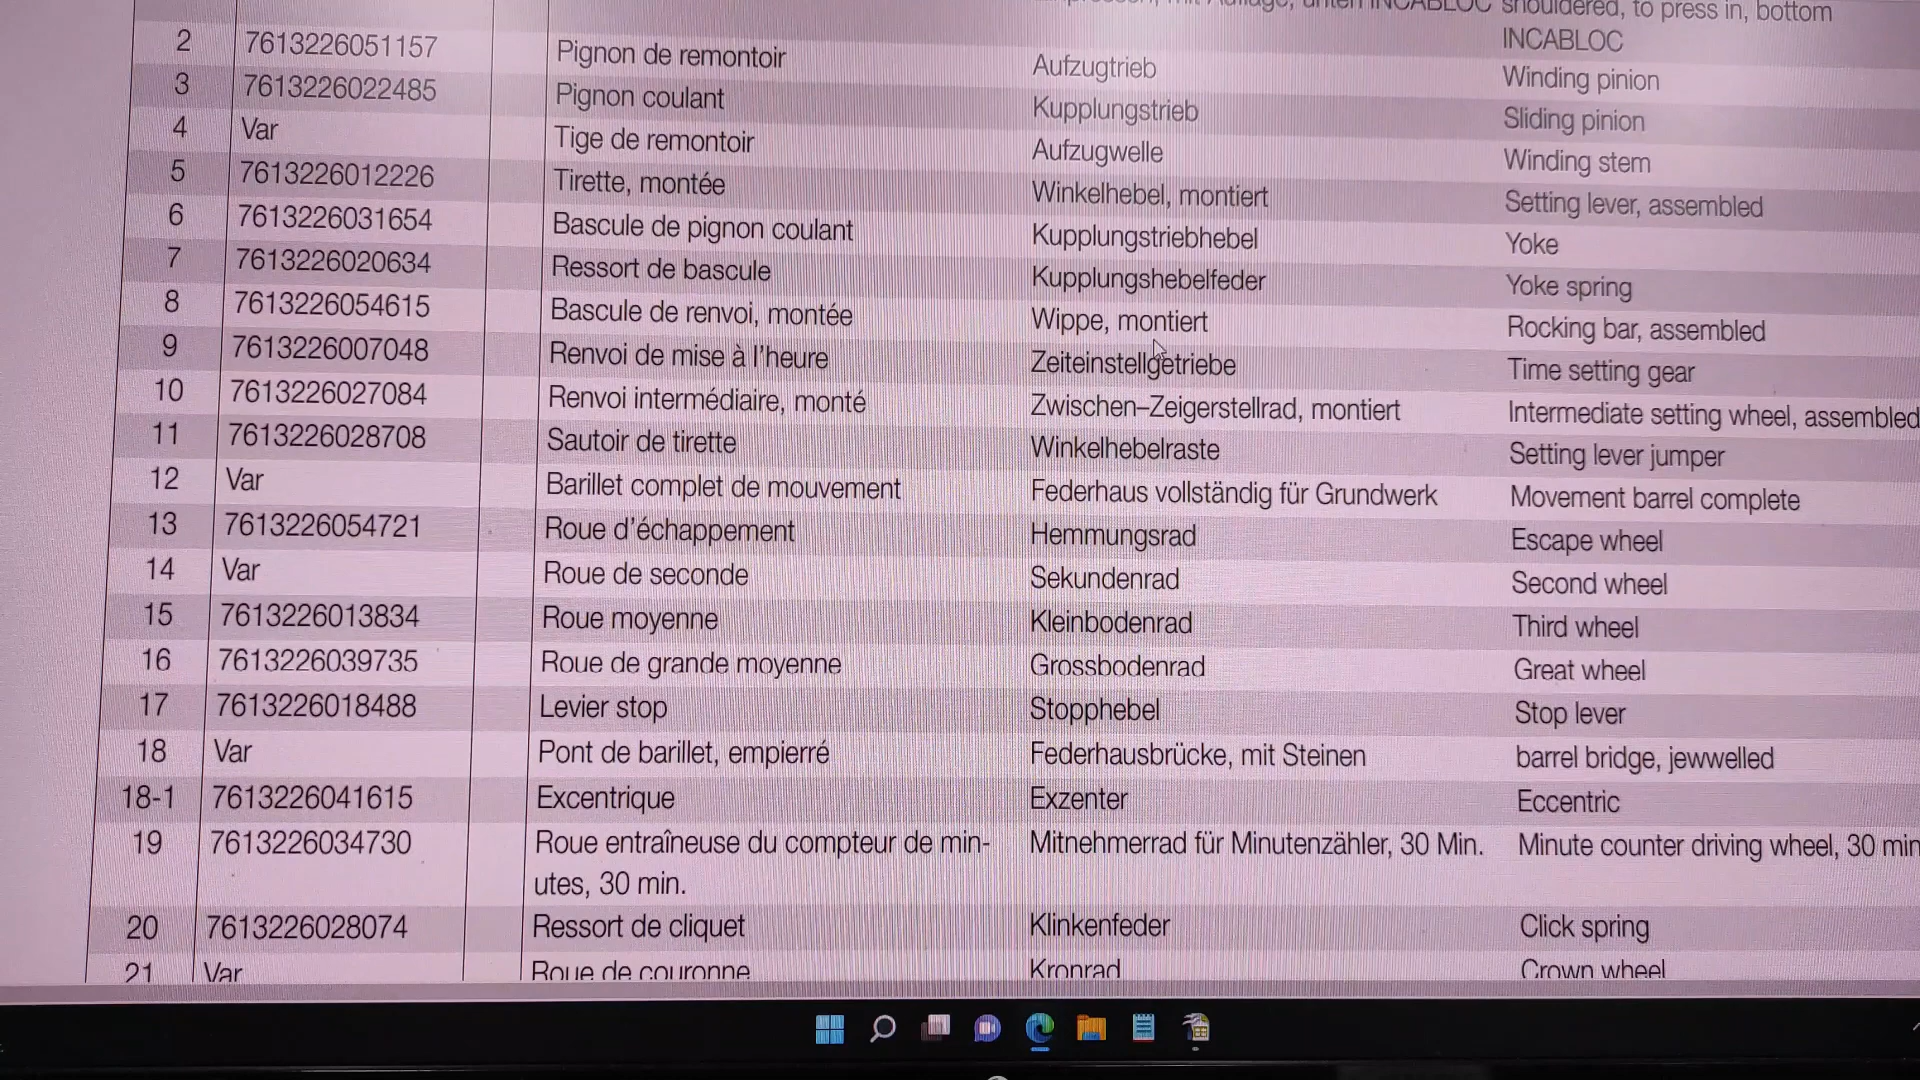 shouldered, to press in, bottom
INCABLOC
2 7613226051157 Pignon de remontoir Aufzugtrieb Winding pinion
3 7613226022485 Pignon coulant Kupplungstrieb Sliding pinion
4 Var Tige de remontoir Aufzugwelle Winding stem
5 7613226012226 Tirette, montée Winkelhebel, montiert Setting lever, assembled
6 7613226031654 Bascule de pignon coulant Kupplungstriebhebel Yoke
7 7613226020634 Ressort de bascule Kupplungshebelfeder Yoke spring
8 7613226054615 Bascule de renvoi, montée Wippe, montiert Rocking bar, assembled
9 7613226007048 Renvoi de mise à l'heure Zeiteinstellgetriebe Time setting gear
10 7613226027084 Renvoi intermédiaire, monté Zwischen–Zeigerstellrad, montiert Intermediate setting wheel, assembled
11 7613226028708 Sautoir de tirette Winkelhebelraste Setting lever jumper
12 Var Barillet complet de mouvement Federhaus vollständig für Grundwerk Movement barrel complete
13 7613226054721 Roue d'échappement Hemmungsrad Escape wheel
14 Var Roue de seconde Sekundenrad Second wheel
15 7613226013834 Roue moyenne Kleinbodenrad Third wheel
16 7613226039735 Roue de grande moyenne Grossbodenrad Great wheel
17 7613226018488 Levier stop Stopphebel Stop lever
18 Var Pont de barillet, empierré Federhausbrücke, mit Steinen barrel bridge, jewwelled
18-1 7613226041615 Excentrique Exzenter Eccentric
19 7613226034730 Roue entraîneuse du compteur de min- Mitnehmerrad für Minutenzähler, 30 Min. Minute counter driving wheel, 30 min
utes, 30 min.
20 7613226028074 Ressort de cliquet Klinkenfeder Click spring
21 Var Roue de couronne Kronrad Crown wheel